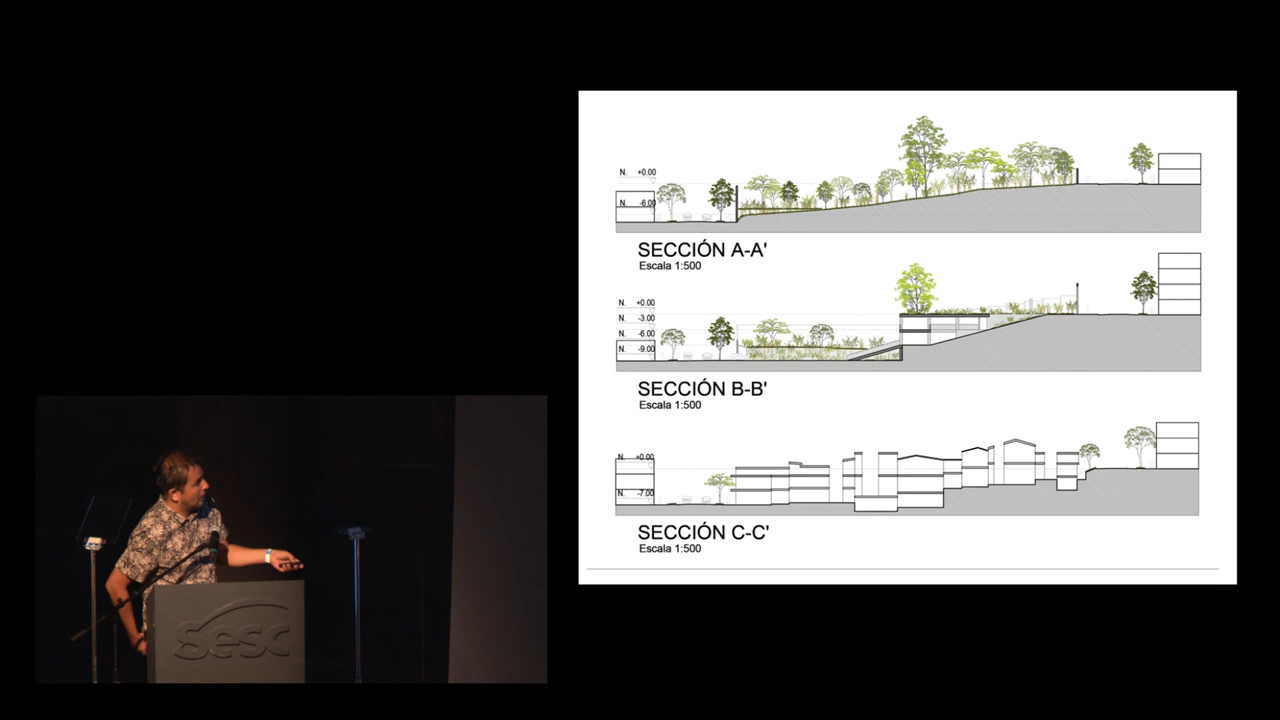 N. +0.00
N. -6.00
SECCIÓN A-A'
Escala 1:500
N. +0.00
N. -3.00
N. -6.00
N. -9.00
SECCIÓN B-B'
Escala 1:500
N. +0.00
N. -7.00
SECCIÓN C-C'
Escala 1:500
sesc